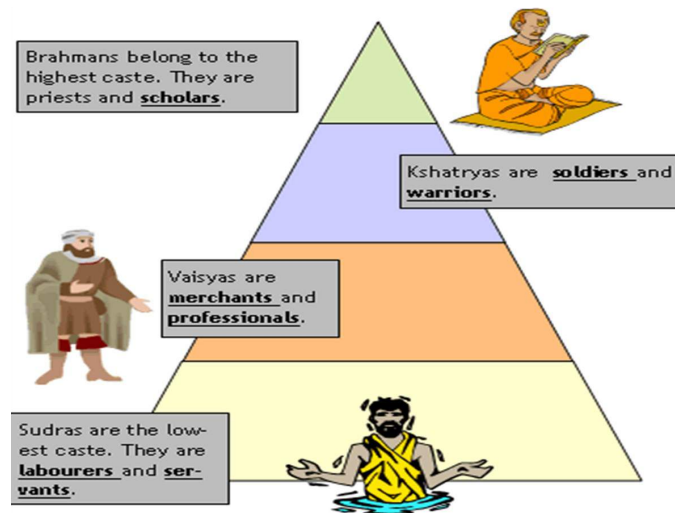 Brahmans belong to the
highest caste. They are
priests and scholars.
Kshatryas are soldiers and
warriors.
Vaisyas are
merchants and
professionals.
Sudras are the low-
est caste. They are
labourers and ser-
vants.